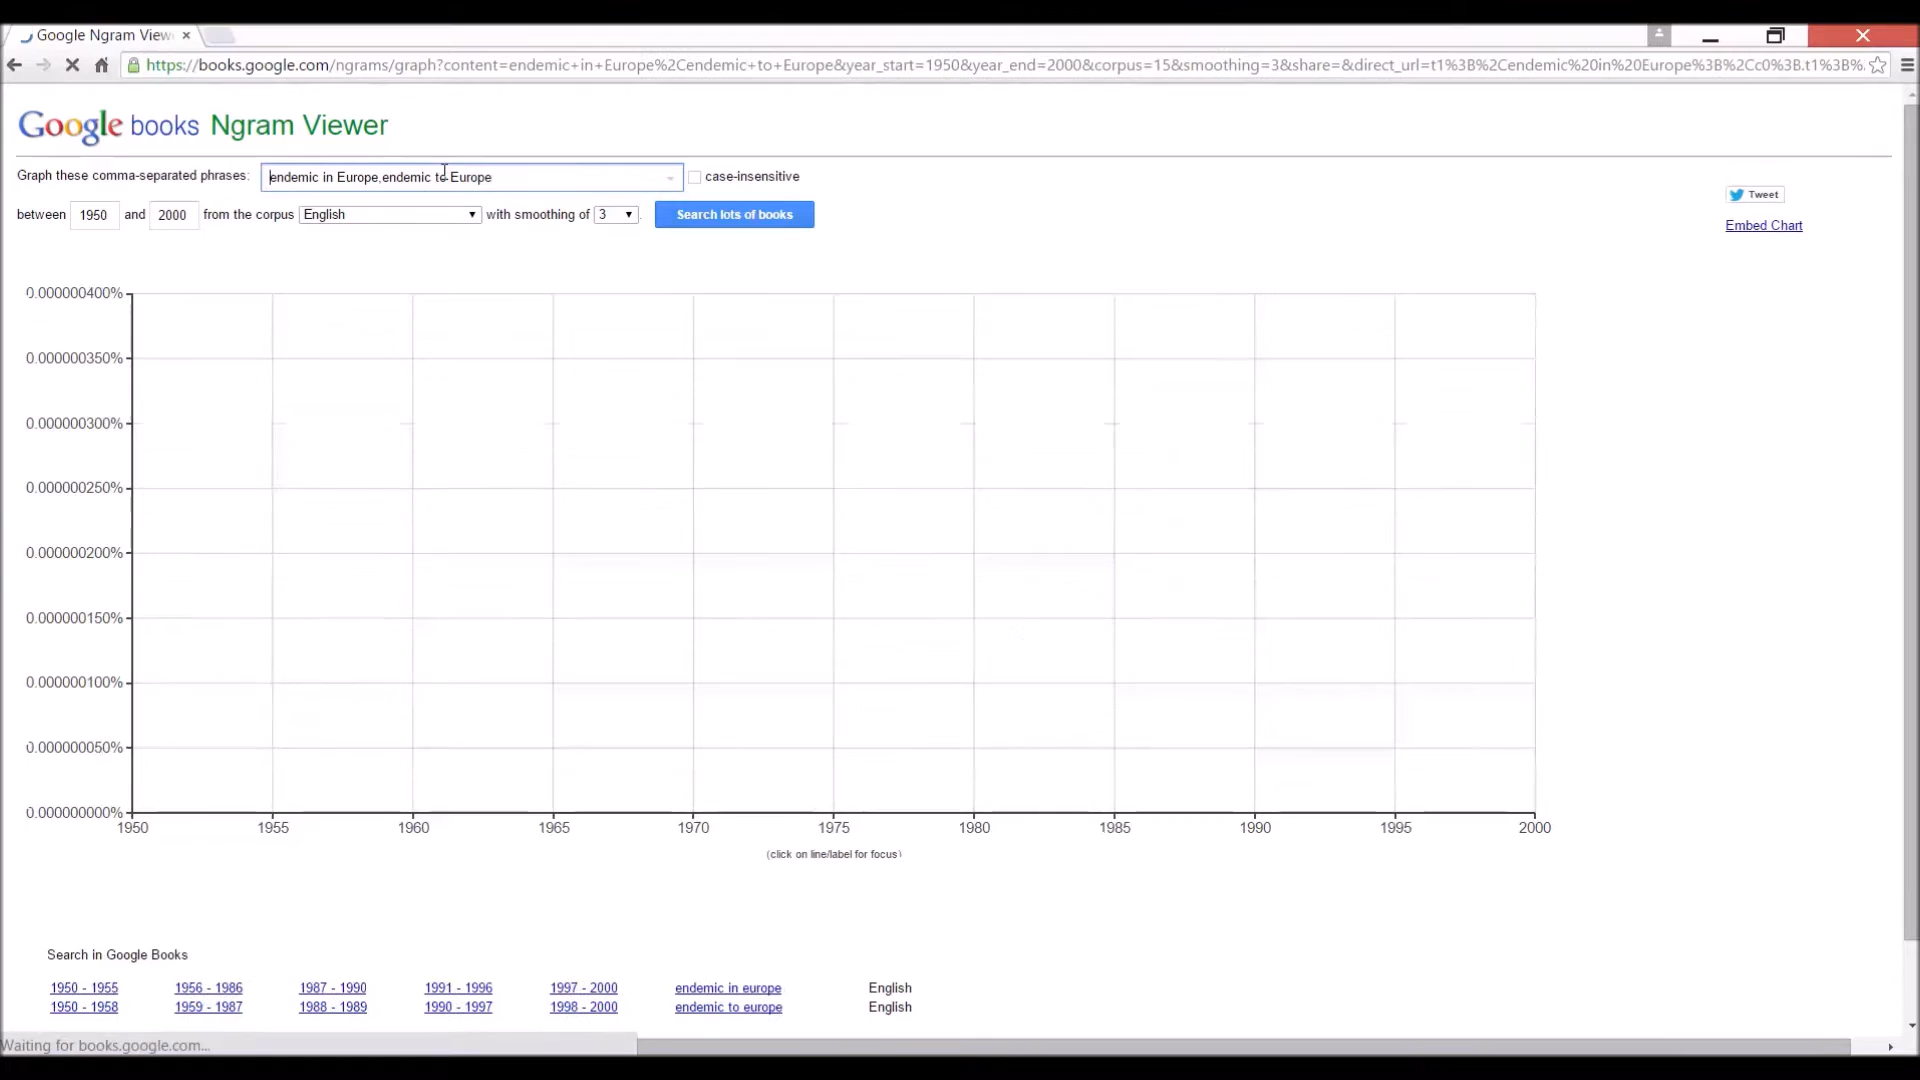 Google Ngram View
https://books.google.com/ngrams/graph?content=endemic+in+Europe%2Cendemic+to+Europe&year_start=1950&year_end=2000&corpus=15&smoothing=3&share=&direct_url=t1%3B%2Cendemic%20in%20Europe%3B%2Cc0%3B.t1%3B%.
Google books Ngram Viewer
Graph these comma-separated phrases: endemic in Europe,endemic to Europe case-insensitive
between 1950 and 2000 from the corpus English with smoothing of 3 . Search lots of books
Tweet
Embed Chart
0.000000400%
0.000000350%
0.000000300%
0.000000250%
0.000000200%
0.000000150%
0.000000100%
0.000000050%
0.000000000%
1950 1955 1960 1965 1970 1975 1980 1985 1990 1995 2000
(click on line/label for focus)
Search in Google Books
1950 - 1955 1956 - 1986 1987 - 1990 1991 - 1996 1997 - 2000 endemic in europe English
1950 - 1958 1959 - 1987 1988 - 1989 1990 - 1997 1998 - 2000 endemic to europe English
Waiting for books.google.com...